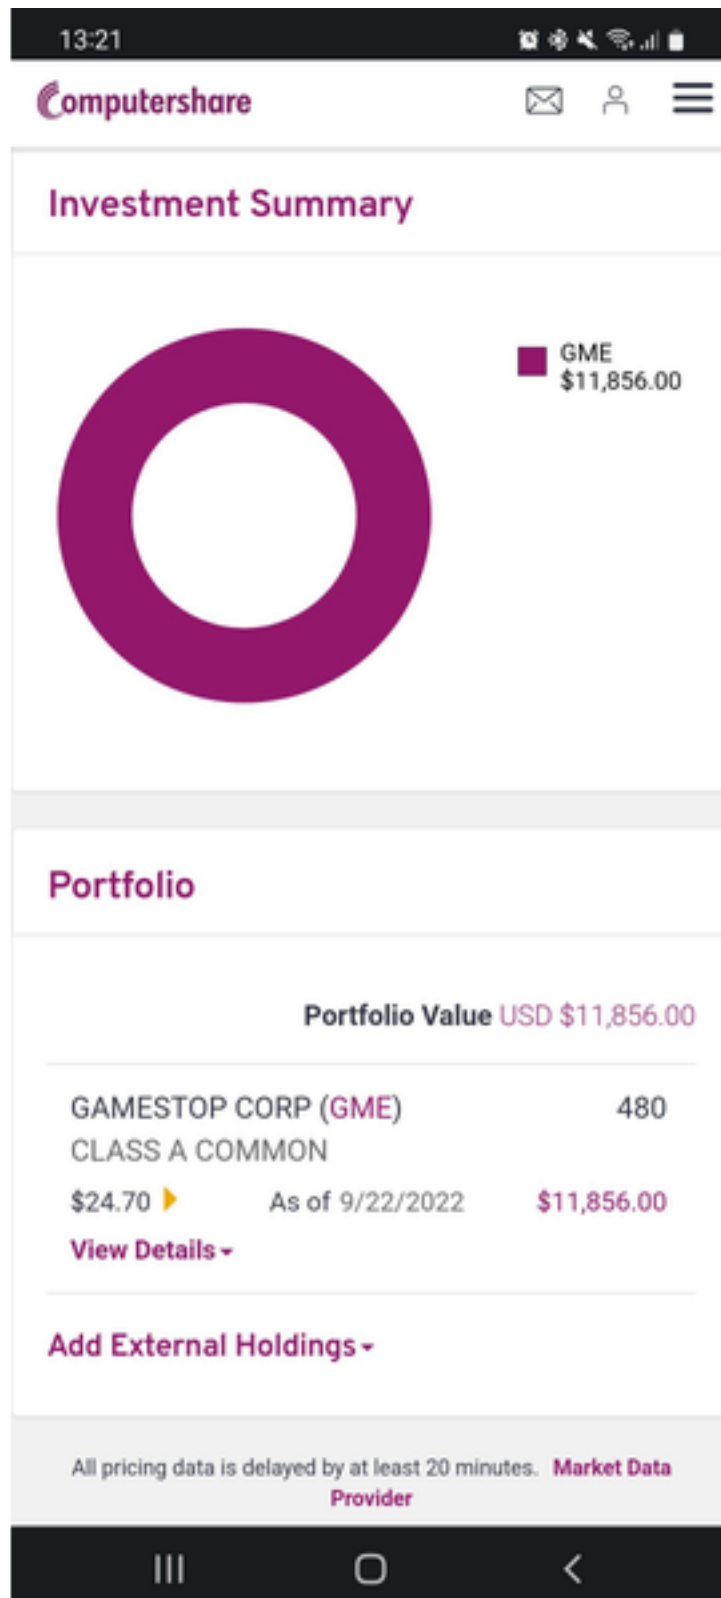 13:21
Computershare
Investment Summary
GME
$11,856.00
Portfolio
Portfolio Value USD $11,856.00
GAMESTOP CORP (GME) 480
CLASS A COMMON
$24.70 As of 9/22/2022 $11,856.00
View Details
Add External Holdings
All pricing data is delayed by at least 20 minutes. Market Data
Provider